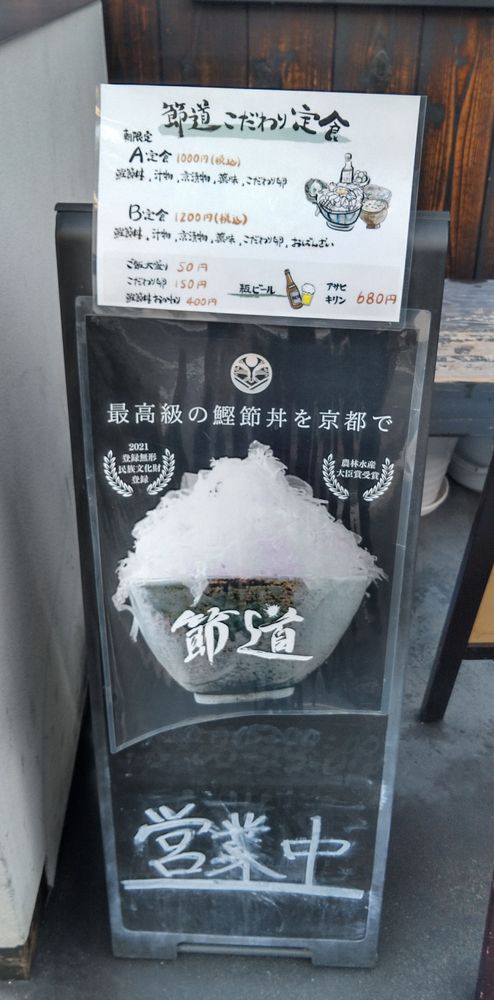 節道こだわり定食
朝限定
A定食 1000円(税込)
鰹節丼,汁物,京漬物,薬味,こだわり卵
B定食 1200円(税込)
鰹節丼,汁物,京漬物,薬味,こだわり卵,おばんざい
ご飯大盛り 50円
こだわり卵 150円
鰹節丼おかわり 400円
瓶ビール
アサヒ
キリン 680円
最高級の鰹節丼を京都で
2021
登録無形
民族文化財
登録
農林水産
大臣賞受賞
節道
営業中